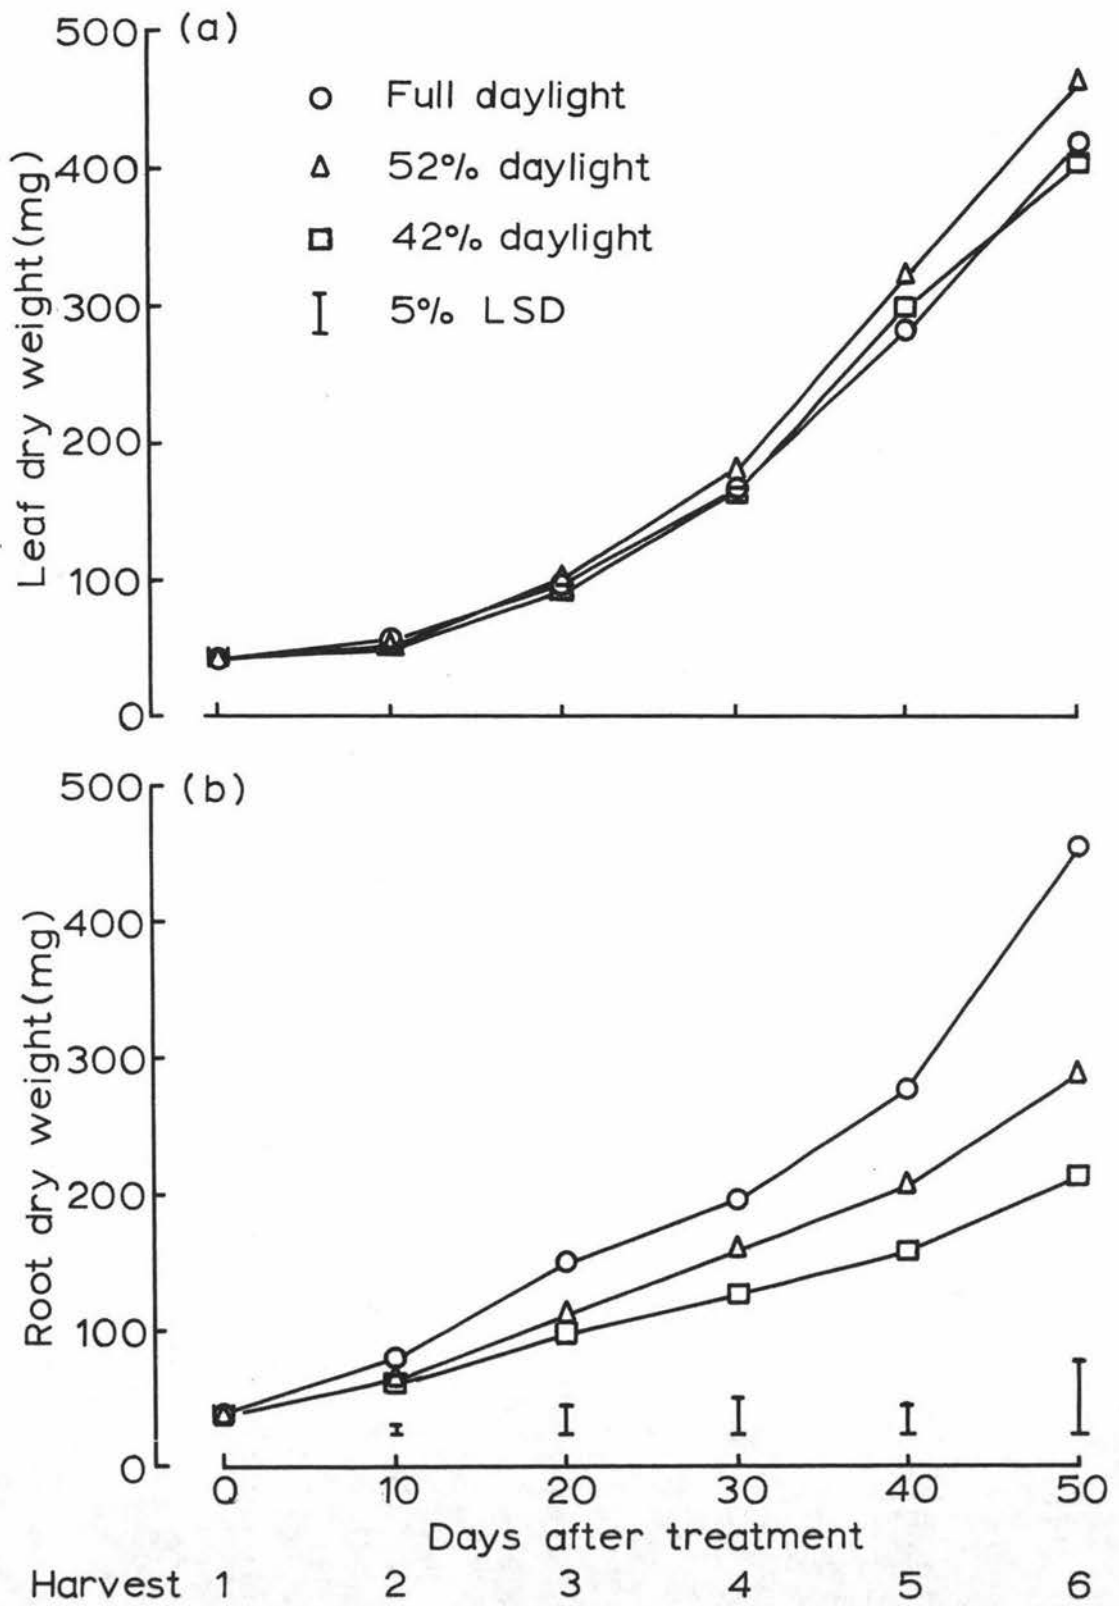 (a)
500
400
300
200
100
0
Leaf dry weight(mg)
Full daylight
52% daylight
42% daylight
5% LSD
(b)
500
400
300
200
100
0
Root dry weight(mg)
0 10 20 30 40 50
Days after treatment
Harvest 1 2 3 4 5 6